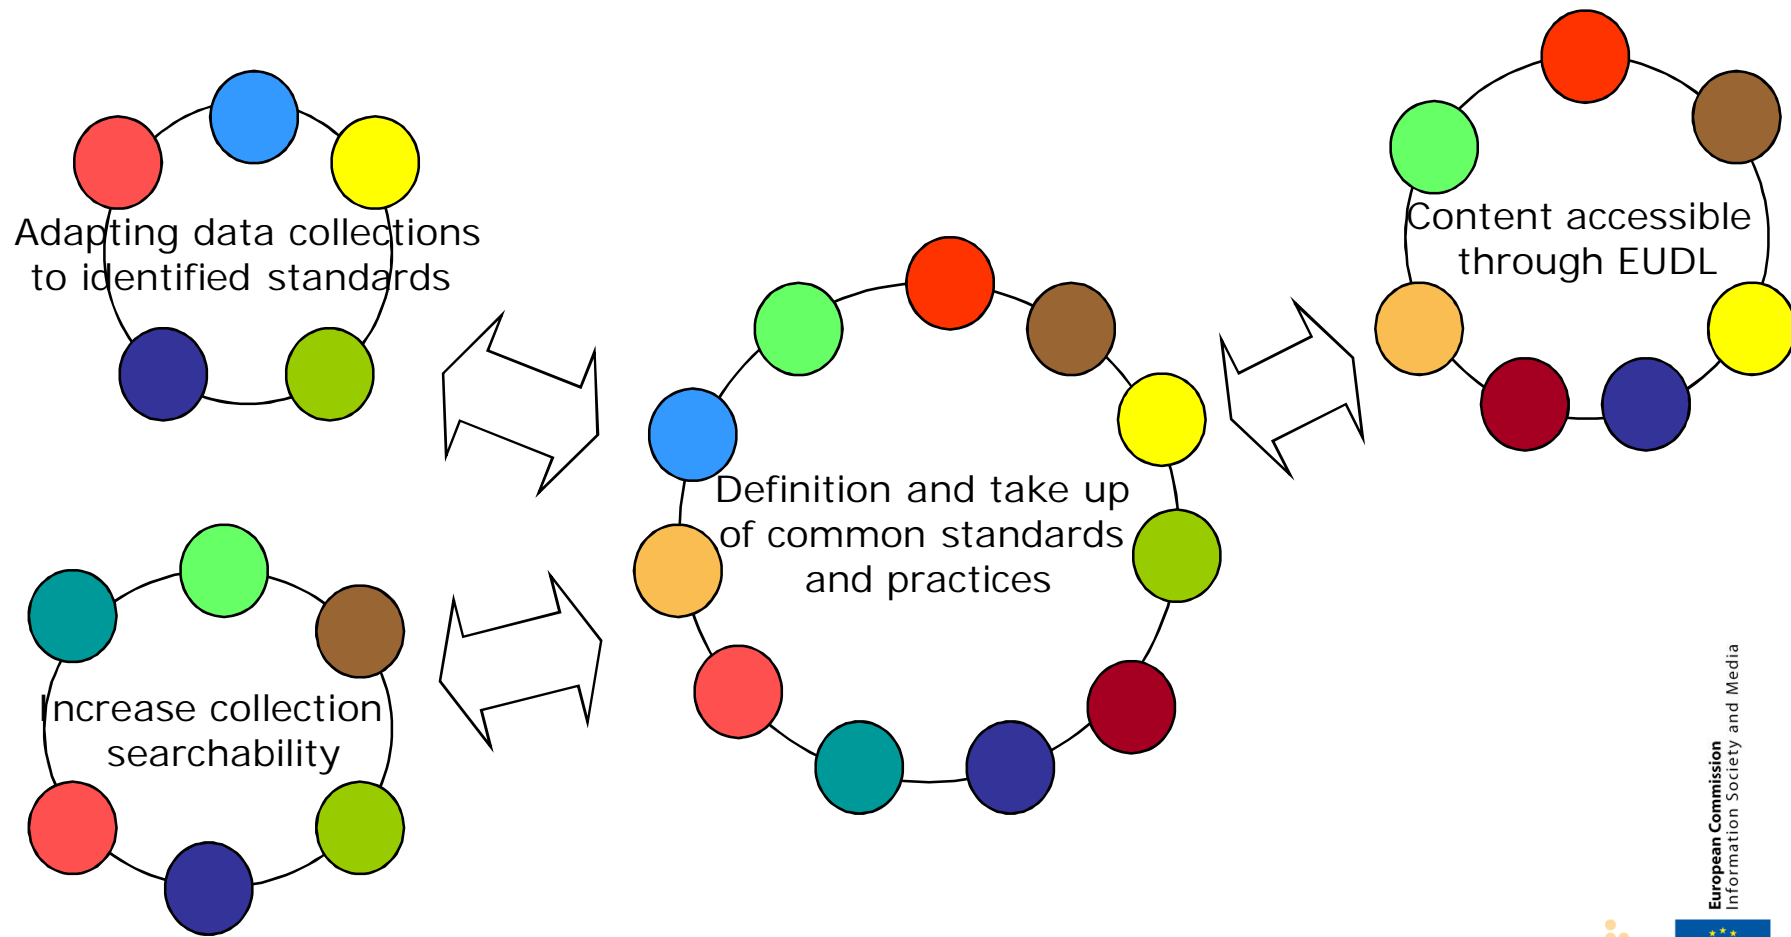 Adapting data collections
to identified standards
Content accessible
through EUDL
Definition and take up
of common standards
and practices
Increase collection
searchability
European Commission
Information Society and Media